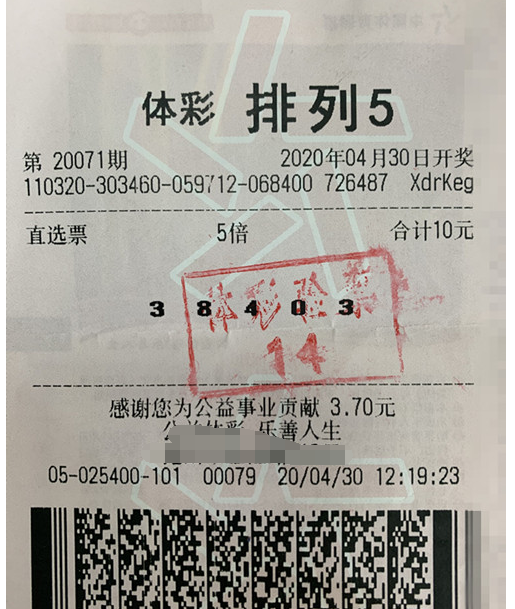 体彩 排列5
第 20071期 2020年04月30日开奖
110320-303460-059712-068400 726487 XdrKeg
直选票 5倍 合计10元
3 8 4 0 3
体彩验票
14
感谢您为公益事业贡献 3.70元
公益体彩 乐善人生
05-025400-101 00079 20/04/30 12:19:23